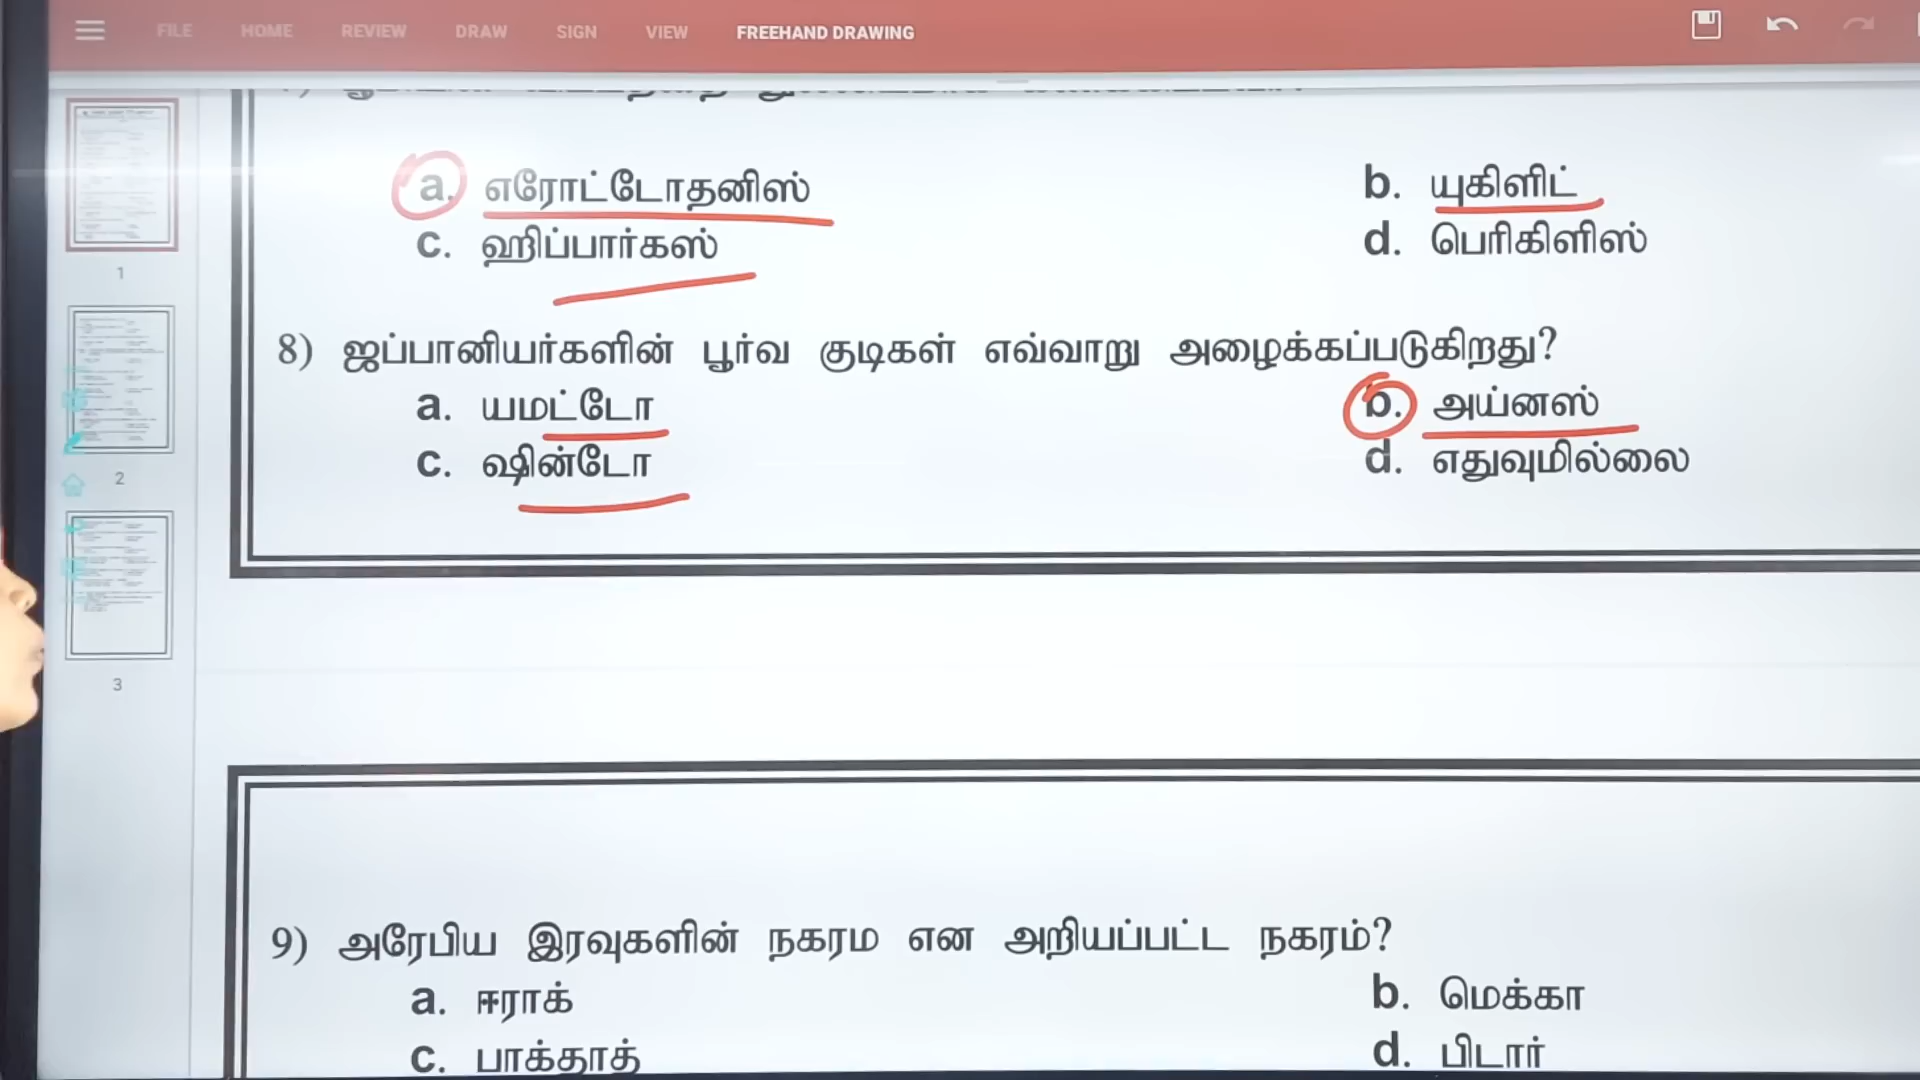 FILE HOME REVIEW DRAW SIGN VIEW FREEHAND DRAWING
a. எரோட்டோதனிஸ் b. யுகிளிட்
c. ஹிப்பார்கஸ் d. பெரிகிளிஸ்
8) ஜப்பானியர்களின் பூர்வ குடிகள் எவ்வாறு அழைக்கப்படுகிறது?
a. யமட்டோ b. அய்னஸ்
c. ஷின்டோ d. எதுவுமில்லை
9) அரேபிய இரவுகளின் நகரம என அறியப்பட்ட நகரம்?
a. ஈராக் b. மெக்கா
c. பாக்தாத் d. பிடார்
1
2
3